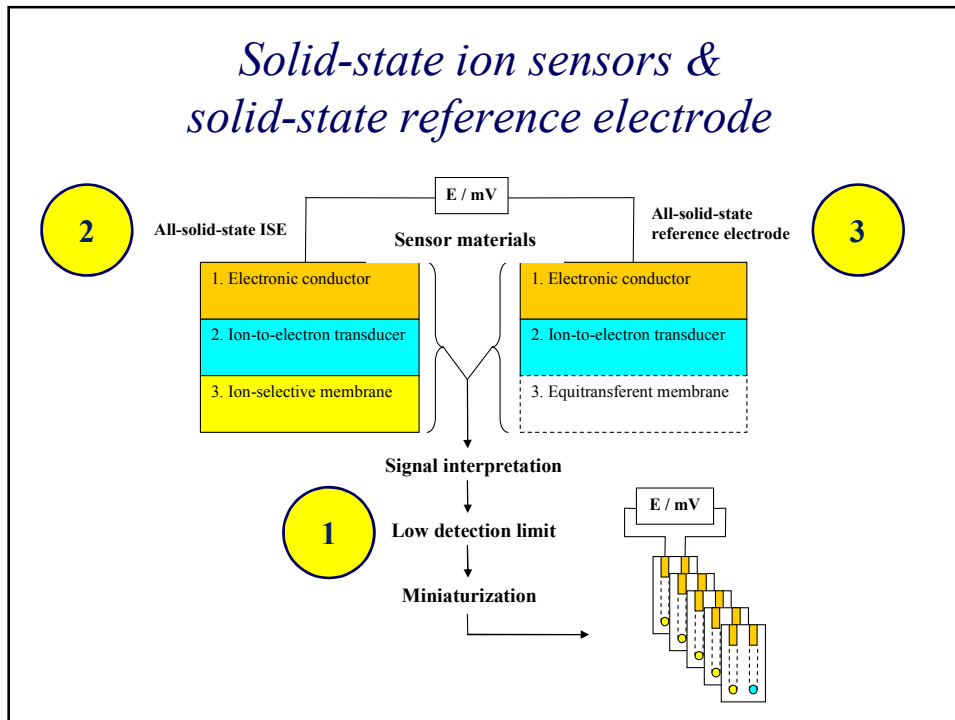 Solid-state ion sensors &
solid-state reference electrode
E / mV
2
All-solid-state ISE
Sensor materials
All-solid-state
reference electrode
3
1. Electronic conductor
2. Ion-to-electron transducer
3. Ion-selective membrane
1. Electronic conductor
2. Ion-to-electron transducer
3. Equitransferent membrane
Signal interpretation
1
Low detection limit
Miniaturization
E / mV